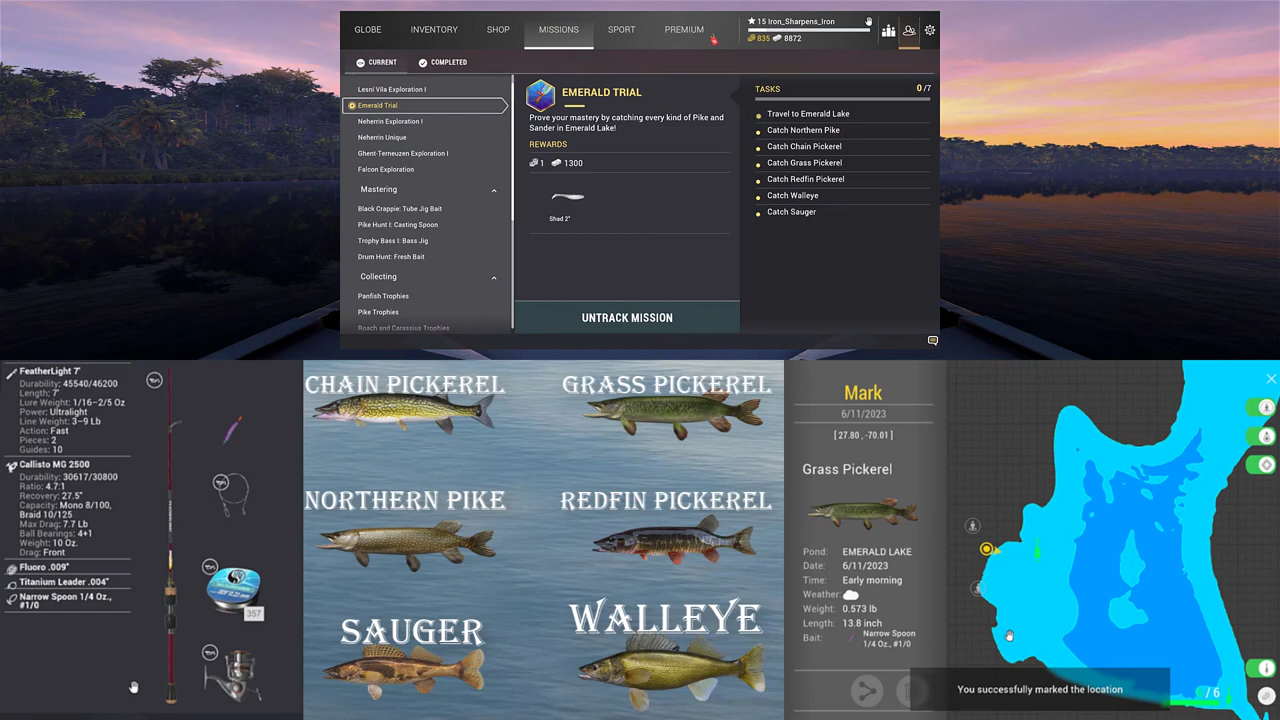 GLOBE
INVENTORY
SHOP
MISSIONS
SPORT
PREMIUM
15 Iron_Sharpens_Iron
835 8872
CURRENT
COMPLETED
Lesní Vila Exploration I
Emerald Trial
Neherrin Exploration I
Neherrin Unique
Ghent-Terneuzen Exploration I
Falcon Exploration
Mastering
Black Crappie: Tube Jig Bait
Pike Hunt I: Casting Spoon
Trophy Bass I: Bass Jig
Drum Hunt: Fresh Bait
Collecting
Panfish Trophies
Pike Trophies
Roach and Carassius Trophies
EMERALD TRIAL
Prove your mastery by catching every kind of Pike and
Sander in Emerald Lake!
REWARDS
1 1300
Shad 2"
UNTRACK MISSION
TASKS 0/7
Travel to Emerald Lake
Catch Northern Pike
Catch Chain Pickerel
Catch Grass Pickerel
Catch Redfin Pickerel
Catch Walleye
Catch Sauger
FeatherLight 7'
Durability: 45540/46200
Length: 7'
Lure Weight: 1/16–2/5 Oz
Power: Ultralight
Line Weight: 3–9 Lb
Action: Fast
Pieces: 2
Guides: 10
Callisto MG 2500
Durability: 30617/30800
Ratio: 4.7:1
Recovery: 27.5"
Capacity: Mono 8/100,
Braid 10/125
Max Drag: 7.7 Lb
Ball Bearings: 4+1
Weight: 10 Oz.
Drag: Front
Fluoro .009"
Titanium Leader .004"
Narrow Spoon 1/4 Oz.,
#1/0
357
CHAIN PICKEREL
GRASS PICKEREL
NORTHERN PIKE
REDFIN PICKEREL
SAUGER
WALLEYE
Mark
6/11/2023
[ 27.80 , -70.01 ]
Grass Pickerel
Pond: EMERALD LAKE
Date: 6/11/2023
Time: Early morning
Weather:
Weight: 0.573 lb
Length: 13.8 inch
Bait: Narrow Spoon
1/4 Oz., #1/0
You successfully marked the location
/ 6